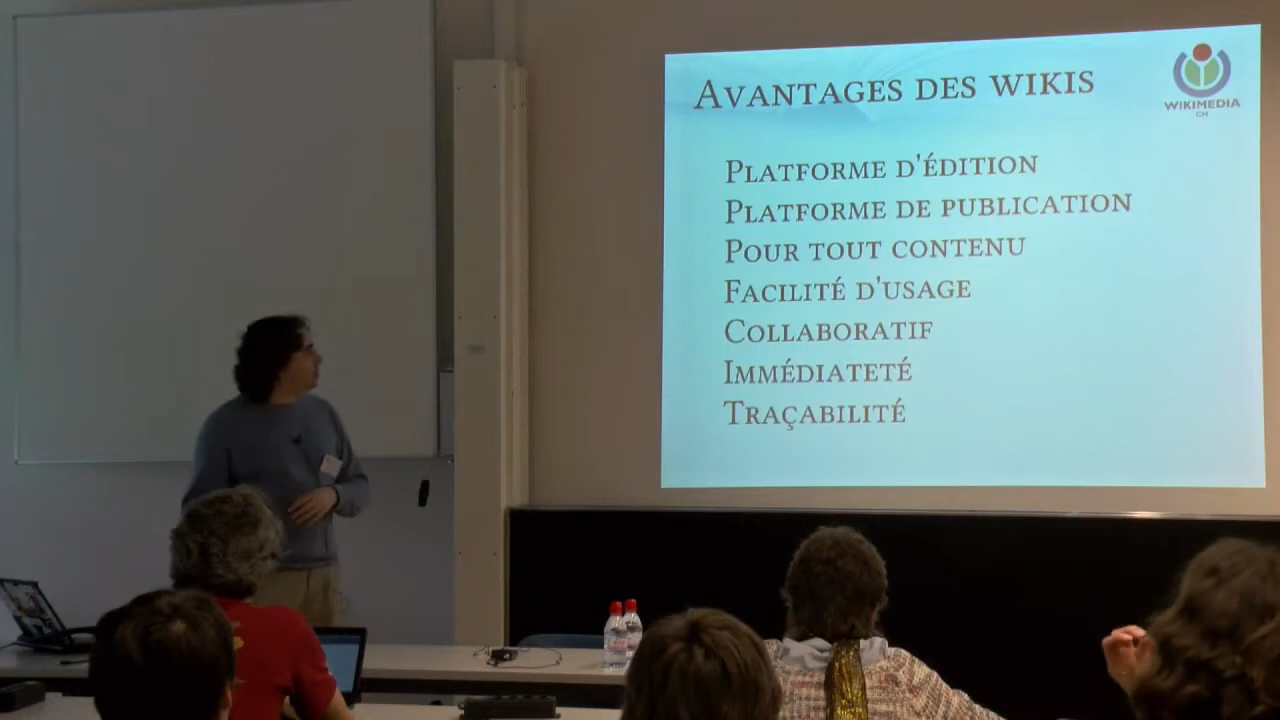 AVANTAGES DES WIKIS
WIKIMEDIA
CH
PLATFORME D'ÉDITION
PLATFORME DE PUBLICATION
POUR TOUT CONTENU
FACILITÉ D'USAGE
COLLABORATIF
IMMÉDIATETÉ
TRAÇABILITÉ